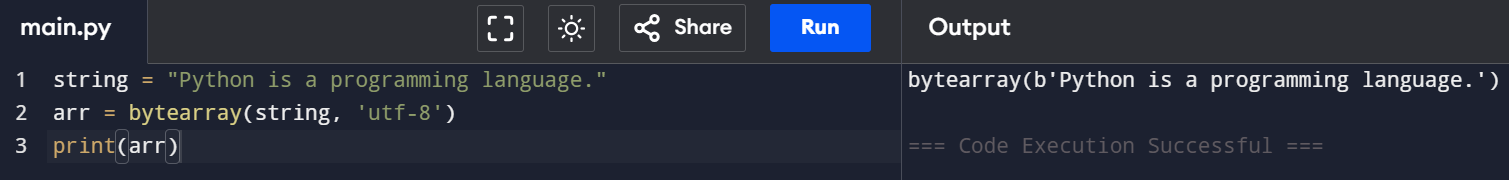 main.py
Share
Run
Output
1 string = "Python is a programming language."
2 arr = bytearray(string, 'utf-8')
3 print(arr)
bytearray(b'Python is a programming language.')
=== Code Execution Successful ===